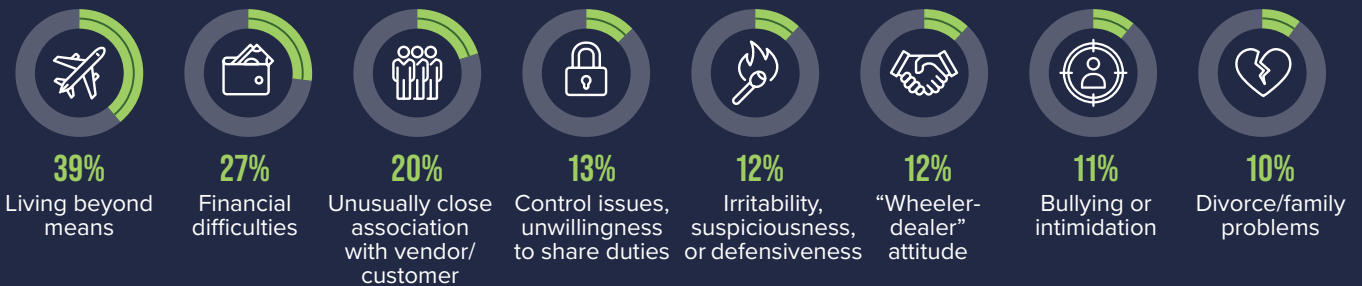 39%
Living beyond
means
27%
Financial
difficulties
20%
Unusually close
association
with vendor/
customer
13%
Control issues,
unwillingness
to share duties
12%
Irritability,
suspiciousness,
or defensiveness
12%
“Wheeler-
dealer”
attitude
11%
Bullying or
intimidation
10%
Divorce/family
problems